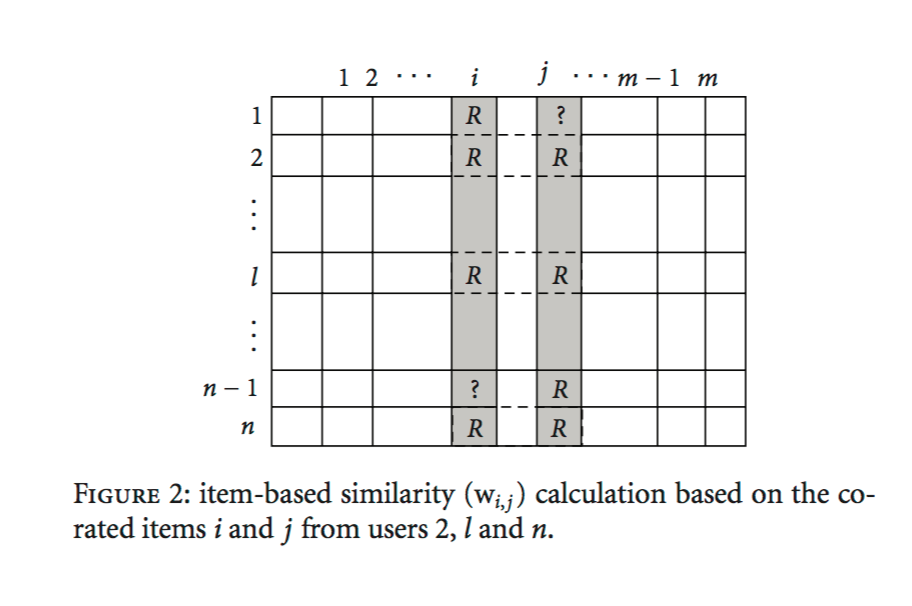 1 2 ··· i j ··· m − 1 m
1 R ?
2 R R
⋮
l R R
⋮
n − 1 ? R
n R R
FIGURE 2: item-based similarity (wi,j) calculation based on the co-
rated items i and j from users 2, l and n.